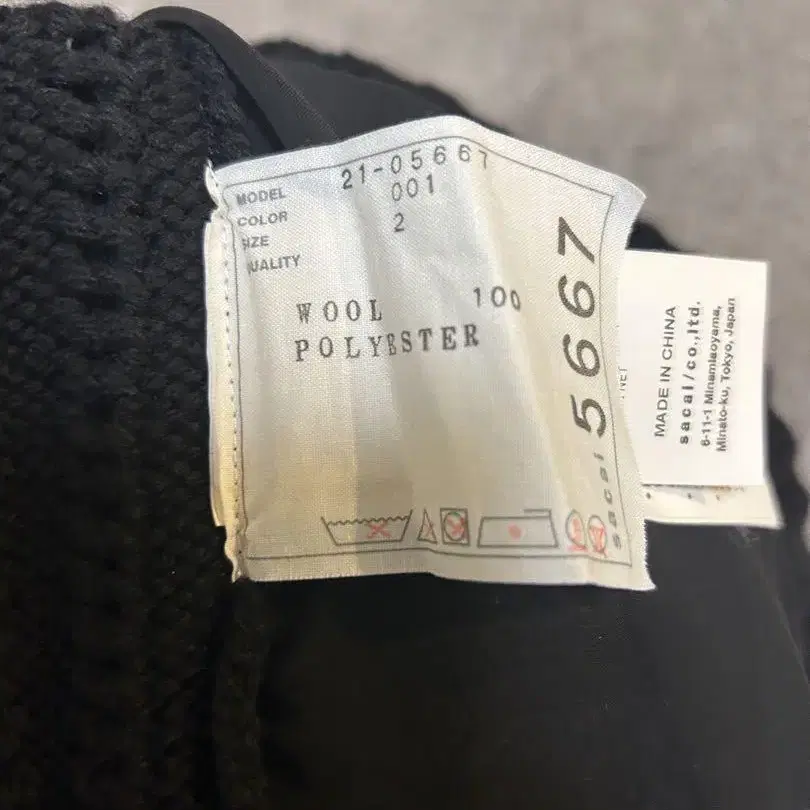 MODEL 21-05667
COLOR 001
SIZE 2
QUALITY
WOOL 100
POLYESTER
sacai 5667
NET
MADE IN CHINA
sacai/co.,ltd.
6-11-1 Minamiaoyama,
Minato-ku, Tokyo, Japan